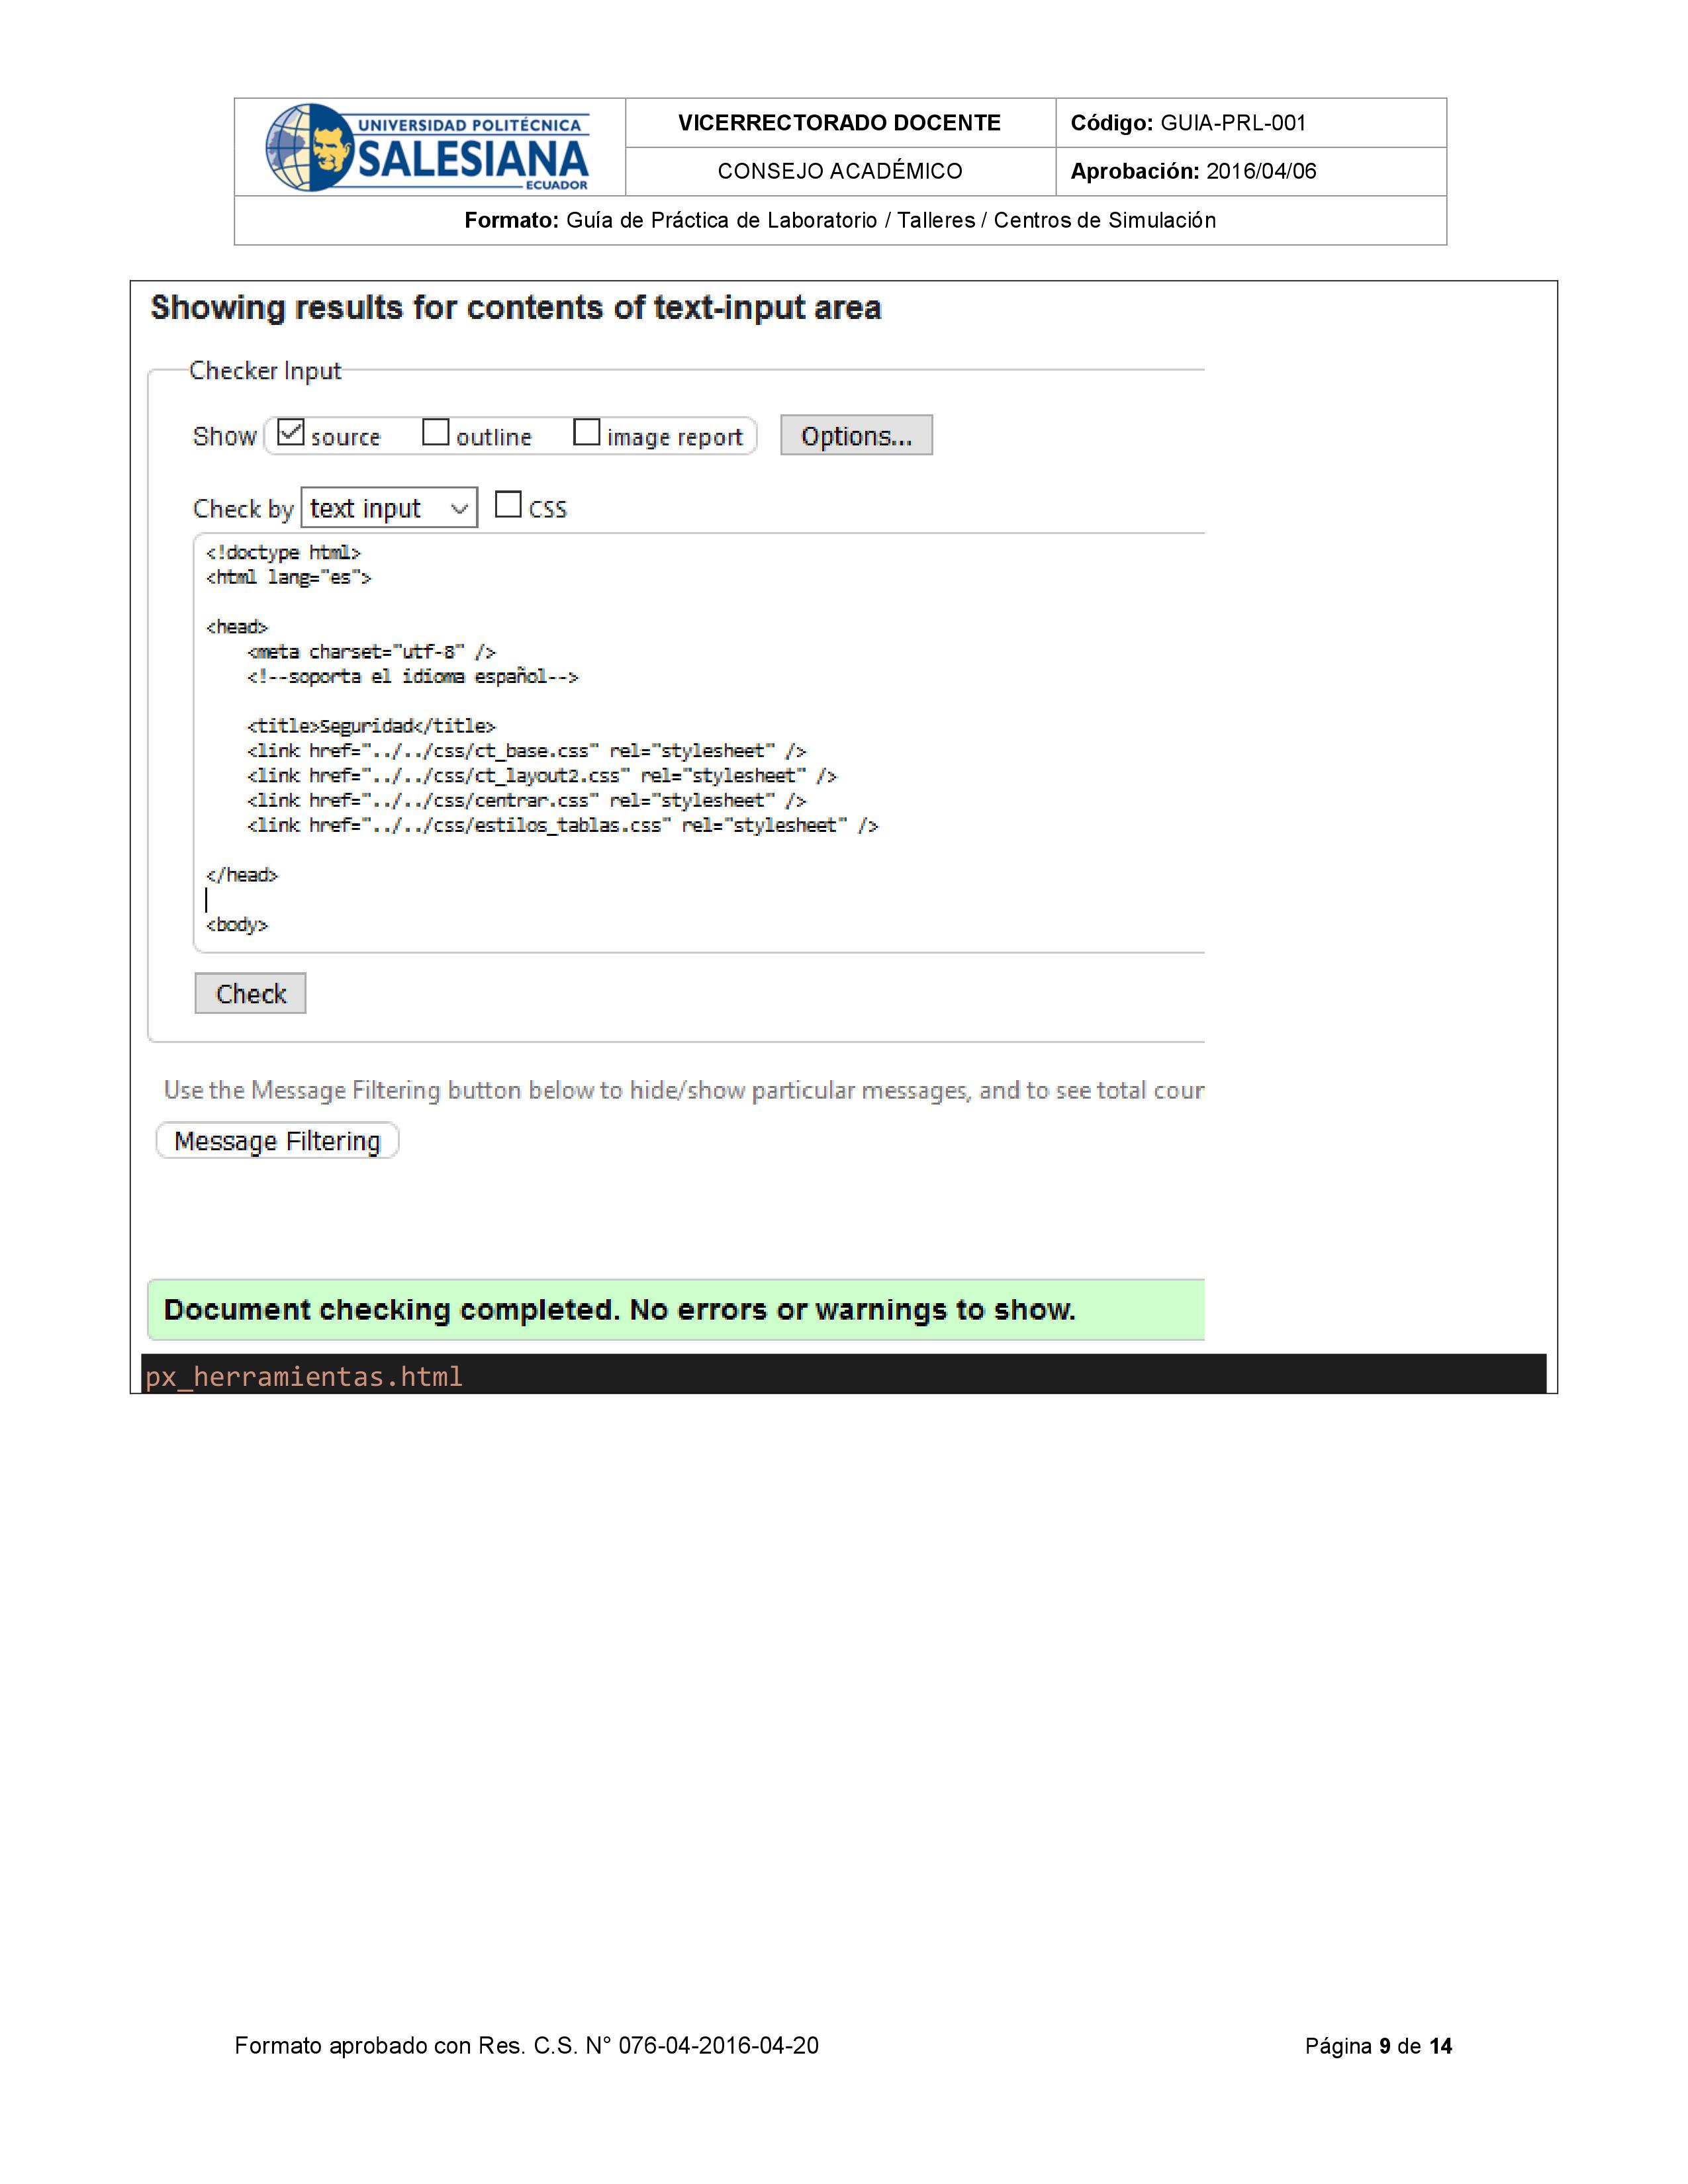 UNIVERSIDAD POLITÉCNICA
SALESIANA
ECUADOR
VICERRECTORADO DOCENTE
Código: GUIA-PRL-001
CONSEJO ACADÉMICO
Aprobación: 2016/04/06
Formato: Guía de Práctica de Laboratorio / Talleres / Centros de Simulación
Showing results for contents of text-input area
Checker Input
Show source outline image report Options...
Check by text input CSS
<!doctype html>
<html lang="es">
<head>
<meta charset="utf-8" />
<!--soporta el idioma español-->
<title>Seguridad</title>
<link href="../../css/ct_base.css" rel="stylesheet" />
<link href="../../css/ct_layout2.css" rel="stylesheet" />
<link href="../../css/centrar.css" rel="stylesheet" />
<link href="../../css/estilos_tablas.css" rel="stylesheet" />
</head>
<body>
Check
Use the Message Filtering button below to hide/show particular messages, and to see total cour
Message Filtering
Document checking completed. No errors or warnings to show.
px_herramientas.html
Formato aprobado con Res. C.S. N° 076-04-2016-04-20
Página 9 de 14